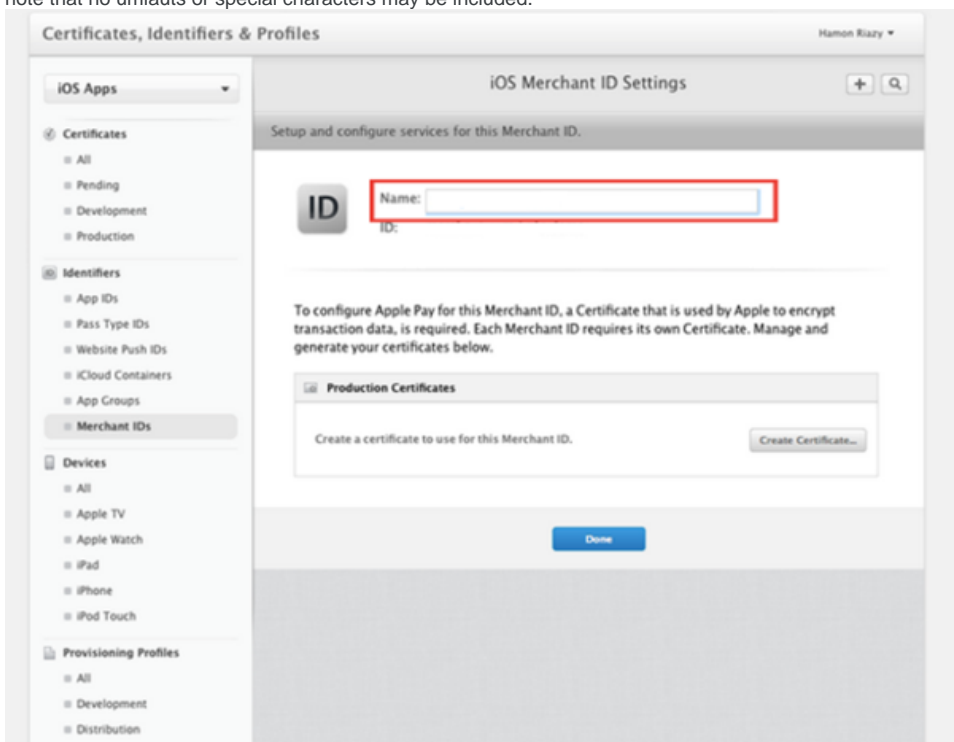 note that no umlauts or special characters may be included.
Certificates, Identifiers & Profiles
Hamon Riazy
iOS Apps
iOS Merchant ID Settings
Certificates
All
Pending
Development
Production
Identifiers
App IDs
Pass Type IDs
Website Push IDs
iCloud Containers
App Groups
Merchant IDs
Devices
All
Apple TV
Apple Watch
iPad
iPhone
iPod Touch
Provisioning Profiles
All
Development
Distribution
Setup and configure services for this Merchant ID.
ID
Name:
ID:
To configure Apple Pay for this Merchant ID, a Certificate that is used by Apple to encrypt
transaction data, is required. Each Merchant ID requires its own Certificate. Manage and
generate your certificates below.
Production Certificates
Create a certificate to use for this Merchant ID.
Create Certificate...
Done